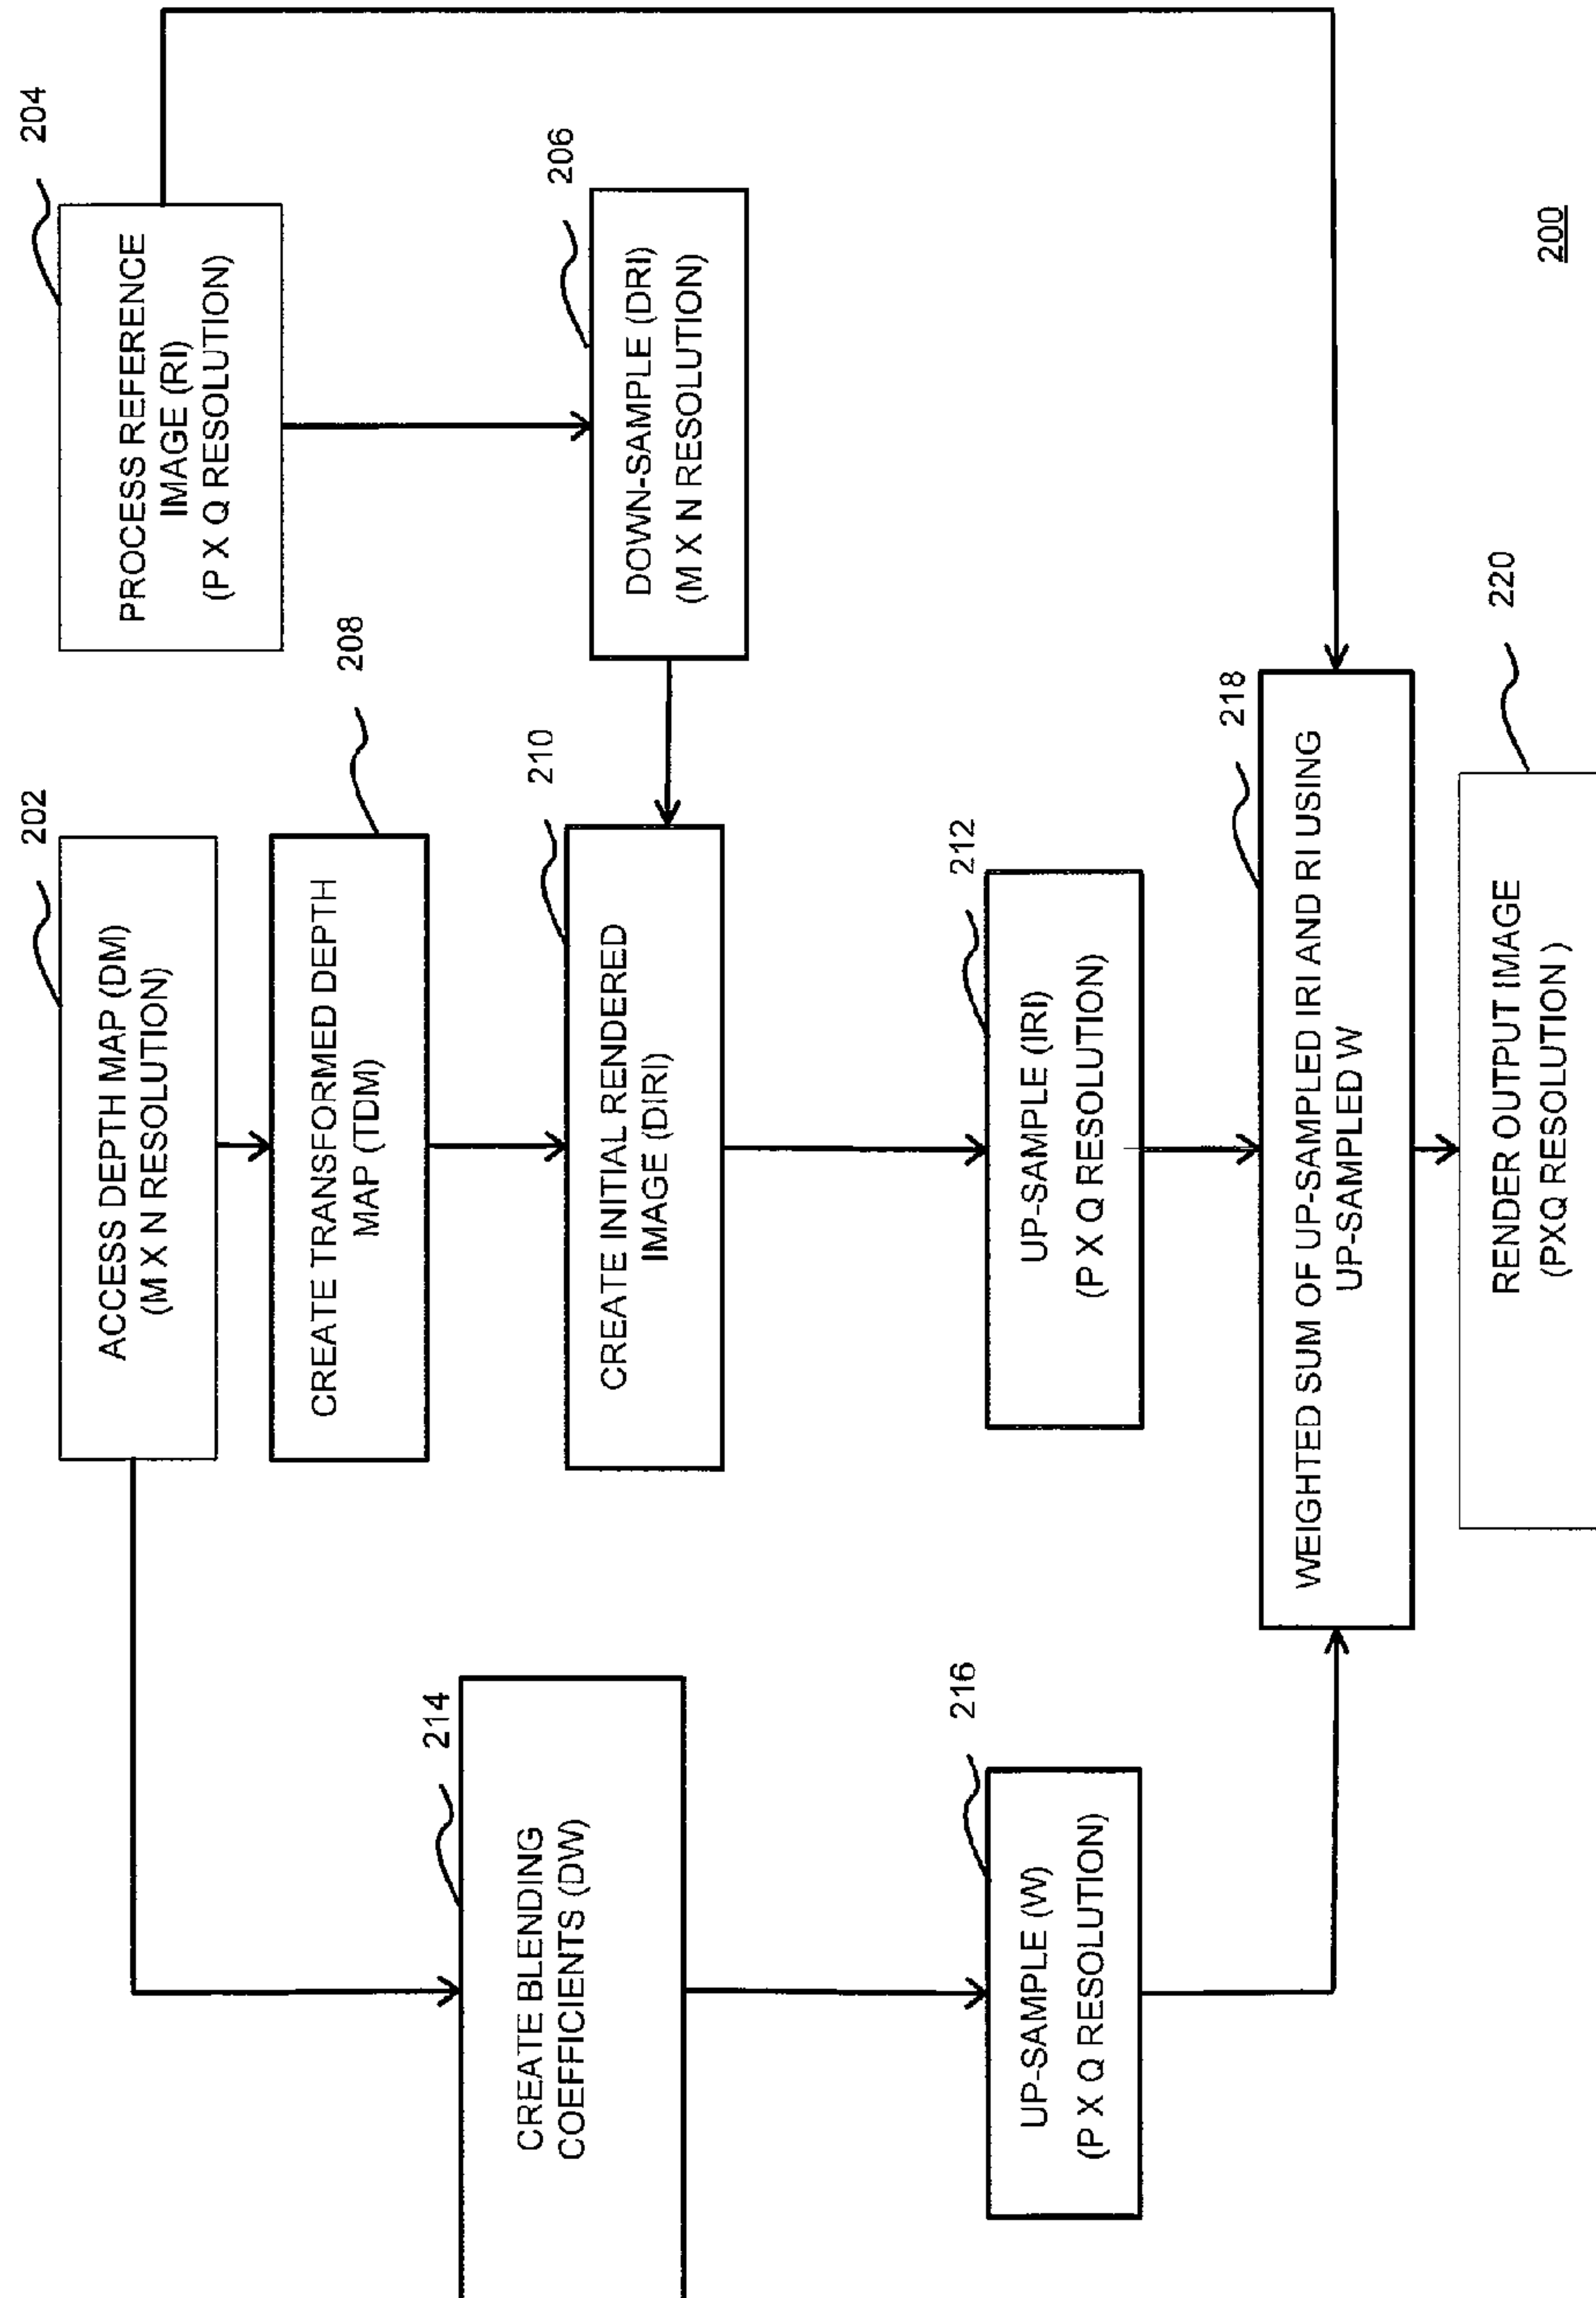 202
ACCESS DEPTH MAP (DM)
(M X N RESOLUTION)
204
PROCESS REFERENCE
IMAGE (RI)
(P X Q RESOLUTION)
208
CREATE TRANSFORMED DEPTH
MAP (TDM)
206
DOWN-SAMPLE (DRI)
(M X N RESOLUTION)
214
CREATE BLENDING
COEFFICIENTS (DW)
210
CREATE INITIAL RENDERED
IMAGE (DIRI)
216
UP-SAMPLE (W)
(P X Q RESOLUTION)
212
UP-SAMPLE (IRI)
(P X Q RESOLUTION)
218
WEIGHTED SUM OF UP-SAMPLED IRI AND RI USING
UP-SAMPLED W
220
RENDER OUTPUT IMAGE
(PXQ RESOLUTION )
200